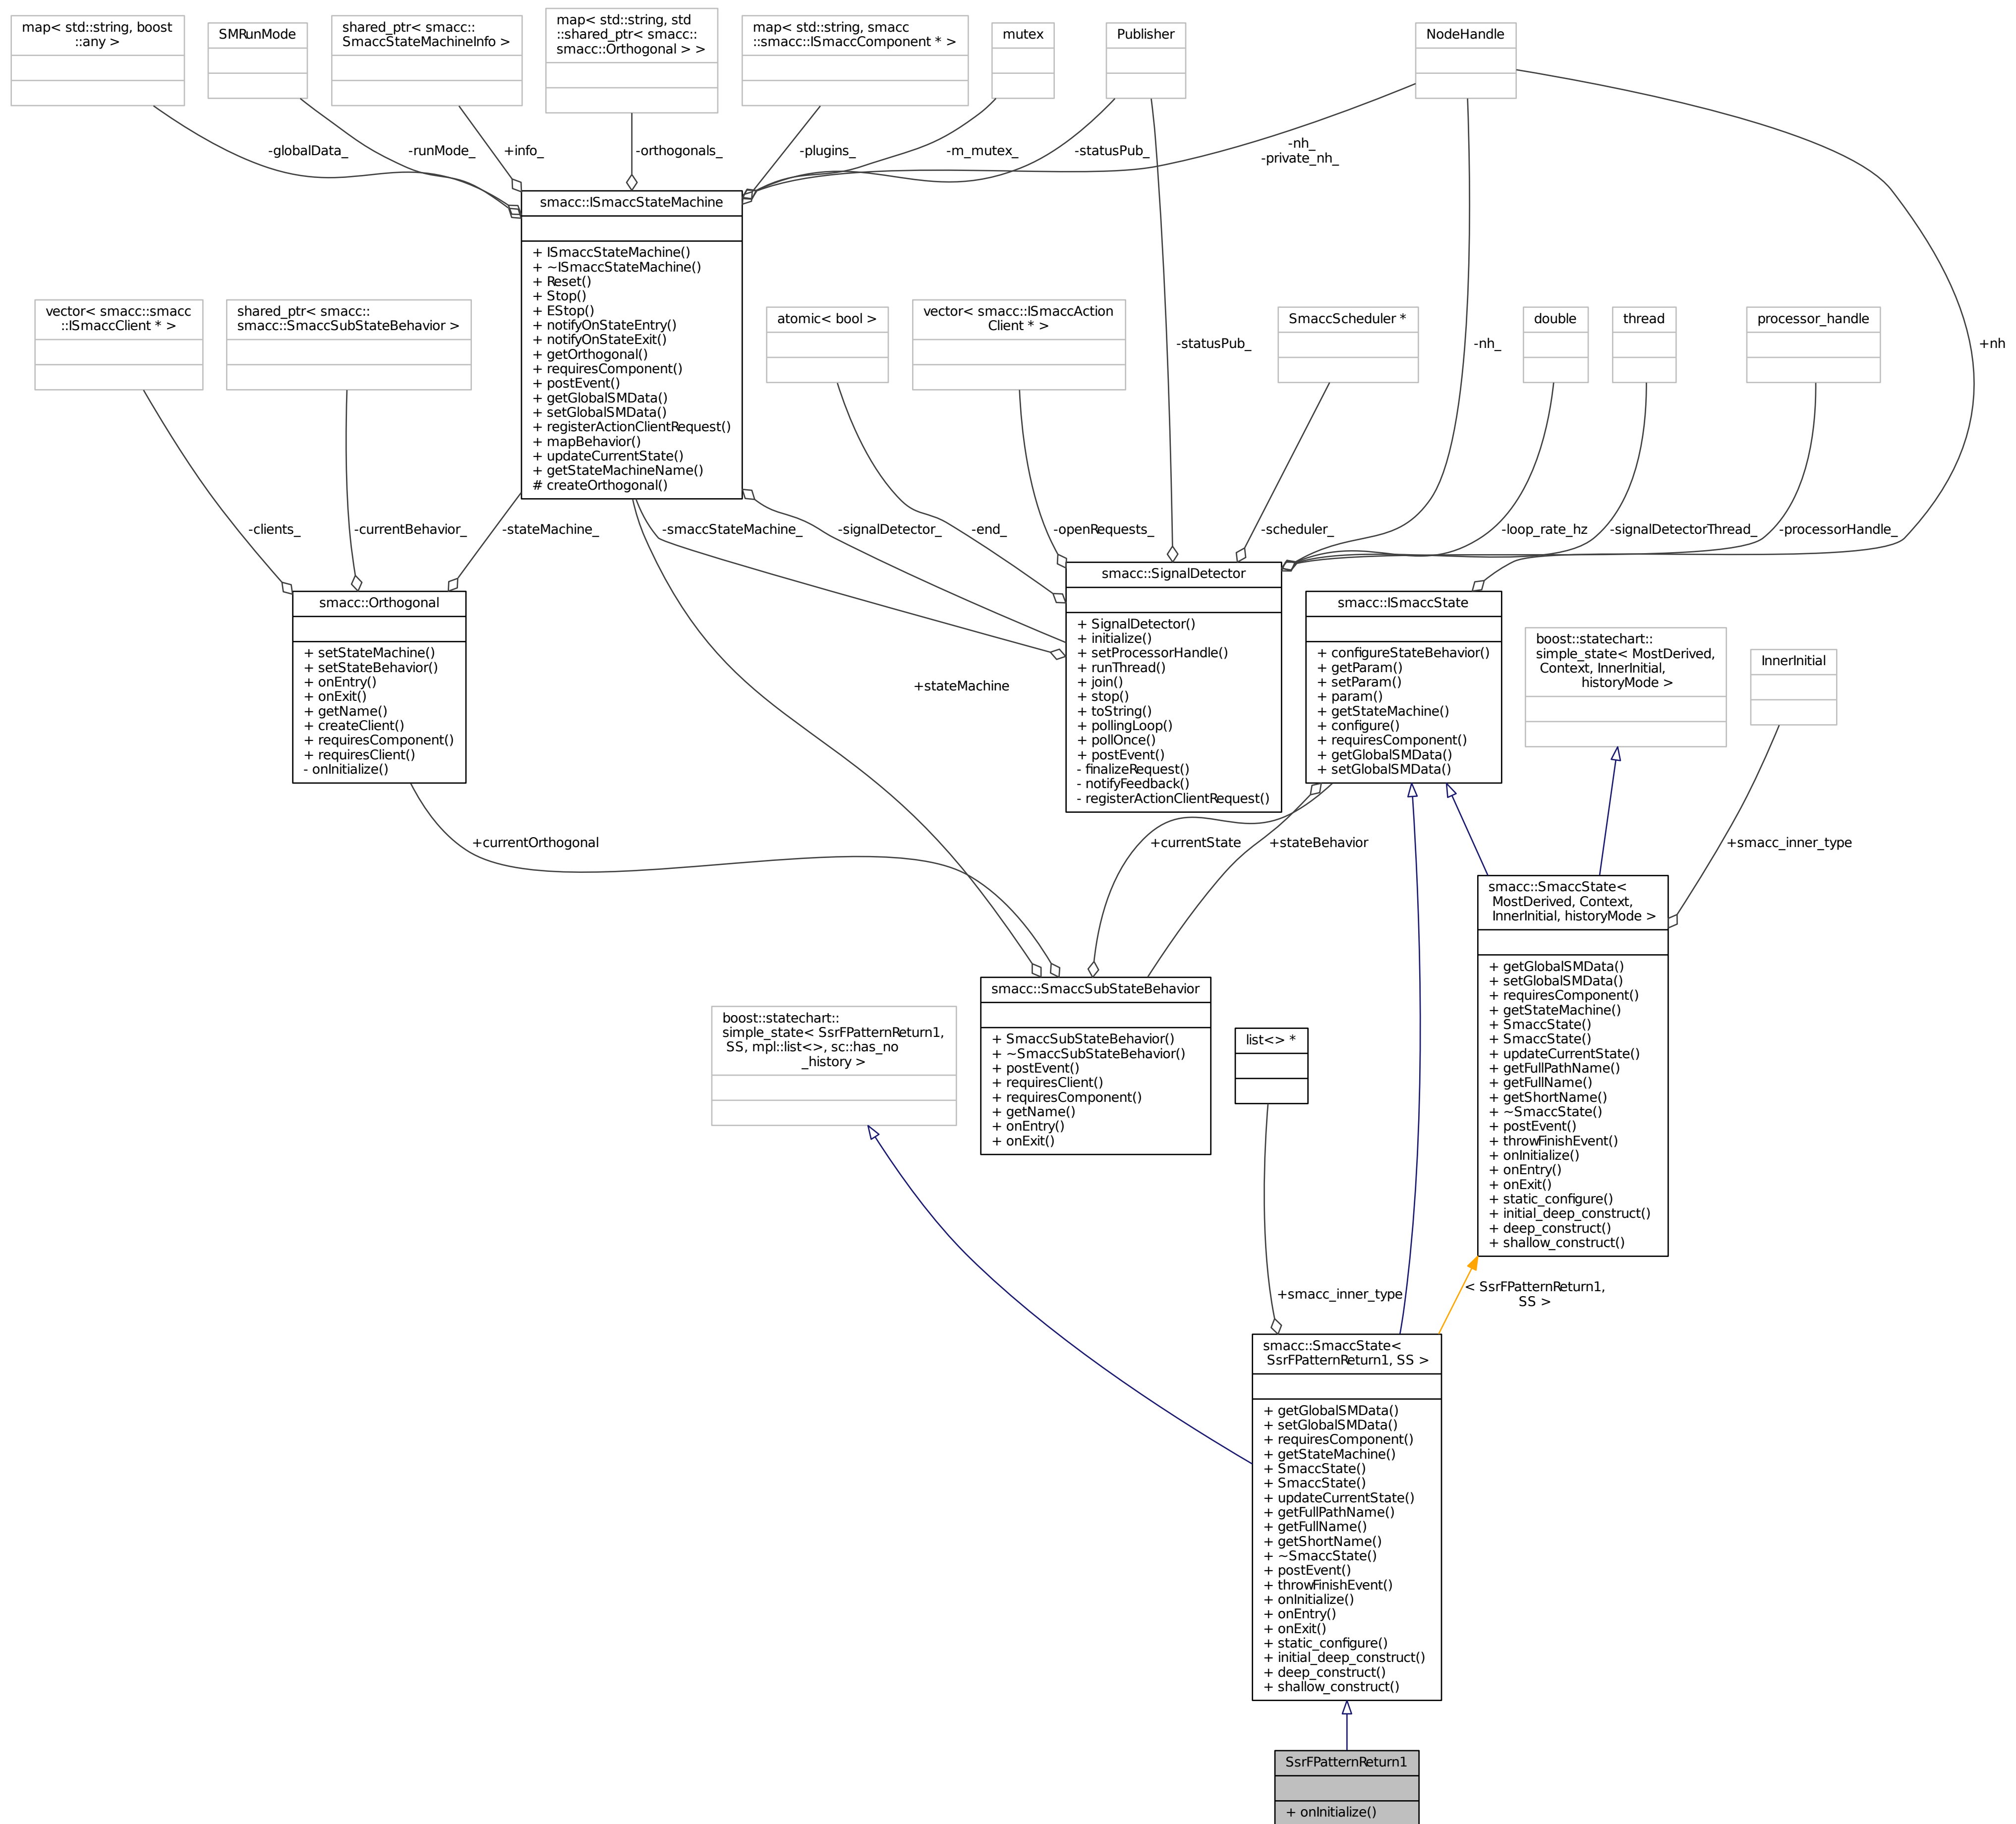 map< std::string, boost
::any >
SMRunMode
shared_ptr< smacc::
SmaccStateMachineInfo >
map< std::string, std
::shared_ptr< smacc::
smacc::Orthogonal > >
map< std::string, smacc
::smacc::ISmaccComponent * >
mutex
Publisher
NodeHandle
-globalData_
-runMode_
+info_
-orthogonals_
-plugins_
-m_mutex_
-statusPub_
-nh_
-private_nh_
smacc::ISmaccStateMachine
+ ISmaccStateMachine()
+ ~ISmaccStateMachine()
+ Reset()
+ Stop()
+ EStop()
+ notifyOnStateEntry()
+ notifyOnStateExit()
+ getOrthogonal()
+ requiresComponent()
+ postEvent()
+ getGlobalSMData()
+ setGlobalSMData()
+ registerActionClientRequest()
+ mapBehavior()
+ updateCurrentState()
+ getStateMachineName()
# createOrthogonal()
vector< smacc::smacc
::ISmaccClient * >
shared_ptr< smacc::
smacc::SmaccSubStateBehavior >
atomic< bool >
vector< smacc::ISmaccAction
Client * >
-statusPub_
SmaccScheduler *
-nh_
double
thread
processor_handle
+nh
-clients_
-currentBehavior_
-stateMachine_
-smaccStateMachine_
-signalDetector_
-end_
-openRequests_
-scheduler_
-loop_rate_hz
-signalDetectorThread_
-processorHandle_
smacc::Orthogonal
+ setStateMachine()
+ setStateBehavior()
+ onEntry()
+ onExit()
+ getName()
+ createClient()
+ requiresComponent()
+ requiresClient()
- onInitialize()
smacc::SignalDetector
+ SignalDetector()
+ initialize()
+ setProcessorHandle()
+ runThread()
+ join()
+ stop()
+ toString()
+ pollingLoop()
+ pollOnce()
+ postEvent()
- finalizeRequest()
- notifyFeedback()
- registerActionClientRequest()
smacc::ISmaccState
+ configureStateBehavior()
+ getParam()
+ setParam()
+ param()
+ getStateMachine()
+ configure()
+ requiresComponent()
+ getGlobalSMData()
+ setGlobalSMData()
boost::statechart::
simple_state< MostDerived,
Context, InnerInitial,
historyMode >
InnerInitial
+stateMachine
+currentOrthogonal
+currentState
+stateBehavior
+smacc_inner_type
smacc::SmaccState<
MostDerived, Context,
InnerInitial, historyMode >
+ getGlobalSMData()
+ setGlobalSMData()
+ requiresComponent()
+ getStateMachine()
+ SmaccState()
+ SmaccState()
+ updateCurrentState()
+ getFullPathName()
+ getFullName()
+ getShortName()
+ ~SmaccState()
+ postEvent()
+ throwFinishEvent()
+ onInitialize()
+ onEntry()
+ onExit()
+ static_configure()
+ initial_deep_construct()
+ deep_construct()
+ shallow_construct()
smacc::SmaccSubStateBehavior
+ SmaccSubStateBehavior()
+ ~SmaccSubStateBehavior()
+ postEvent()
+ requiresClient()
+ requiresComponent()
+ getName()
+ onEntry()
+ onExit()
boost::statechart::
simple_state< SsrFPatternReturn1,
SS, mpl::list<>, sc::has_no
_history >
list<> *
+smacc_inner_type
< SsrFPatternReturn1,
SS >
smacc::SmaccState<
SsrFPatternReturn1, SS >
+ getGlobalSMData()
+ setGlobalSMData()
+ requiresComponent()
+ getStateMachine()
+ SmaccState()
+ SmaccState()
+ updateCurrentState()
+ getFullPathName()
+ getFullName()
+ getShortName()
+ ~SmaccState()
+ postEvent()
+ throwFinishEvent()
+ onInitialize()
+ onEntry()
+ onExit()
+ static_configure()
+ initial_deep_construct()
+ deep_construct()
+ shallow_construct()
SsrFPatternReturn1
+ onInitialize()